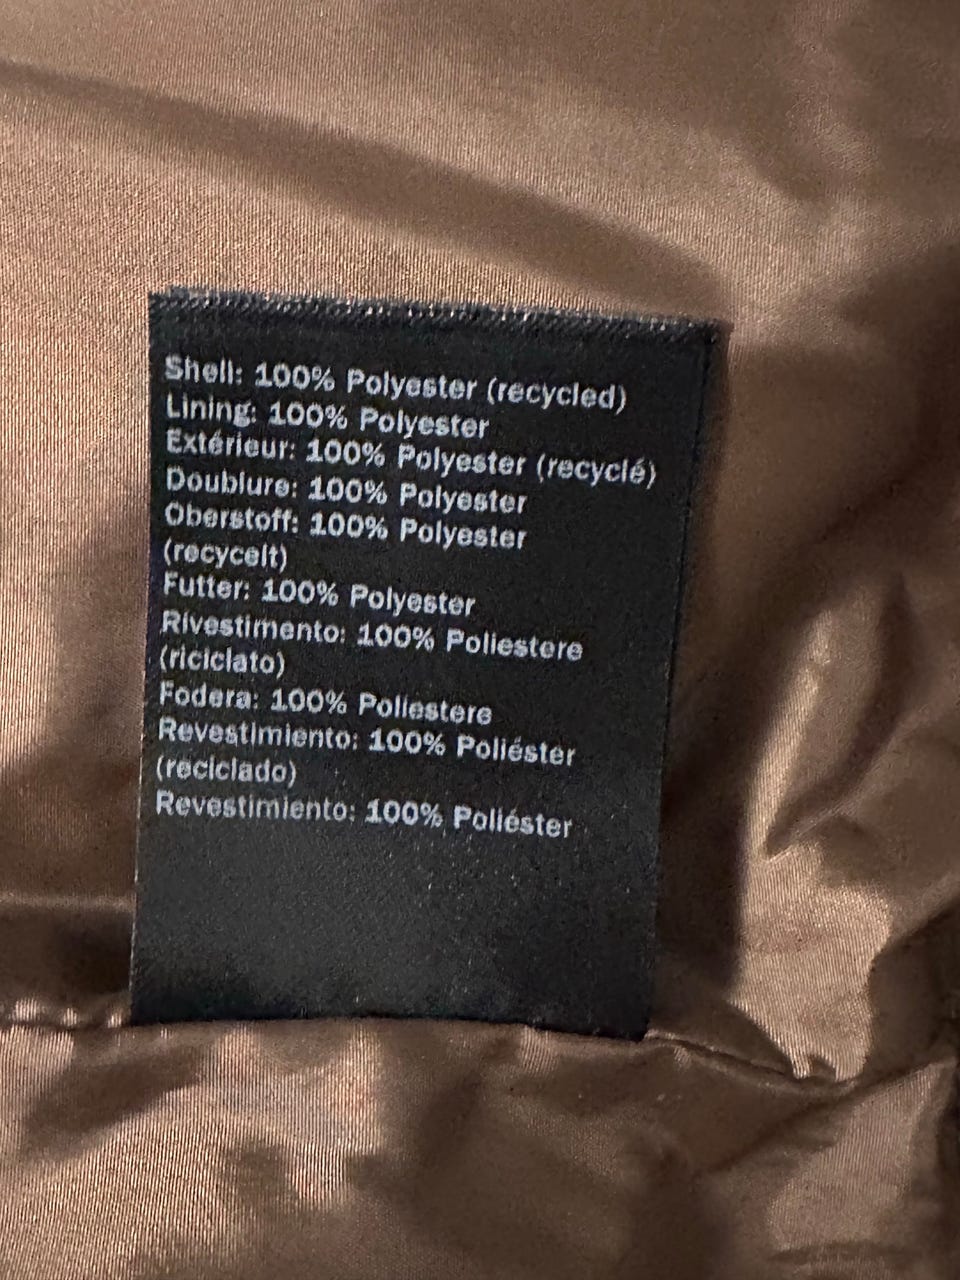 Shell: 100% Polyester (recycled)
Lining: 100% Polyester
Extérieur: 100% Polyester (recyclé)
Doublure: 100% Polyester
Oberstoff: 100% Polyester
(recycelt)
Futter: 100% Polyester
Rivestimento: 100% Poliestere
(riciclato)
Fodera: 100% Poliestere
Revestimiento: 100% Poliéster
(reciclado)
Revestimiento: 100% Poliéster